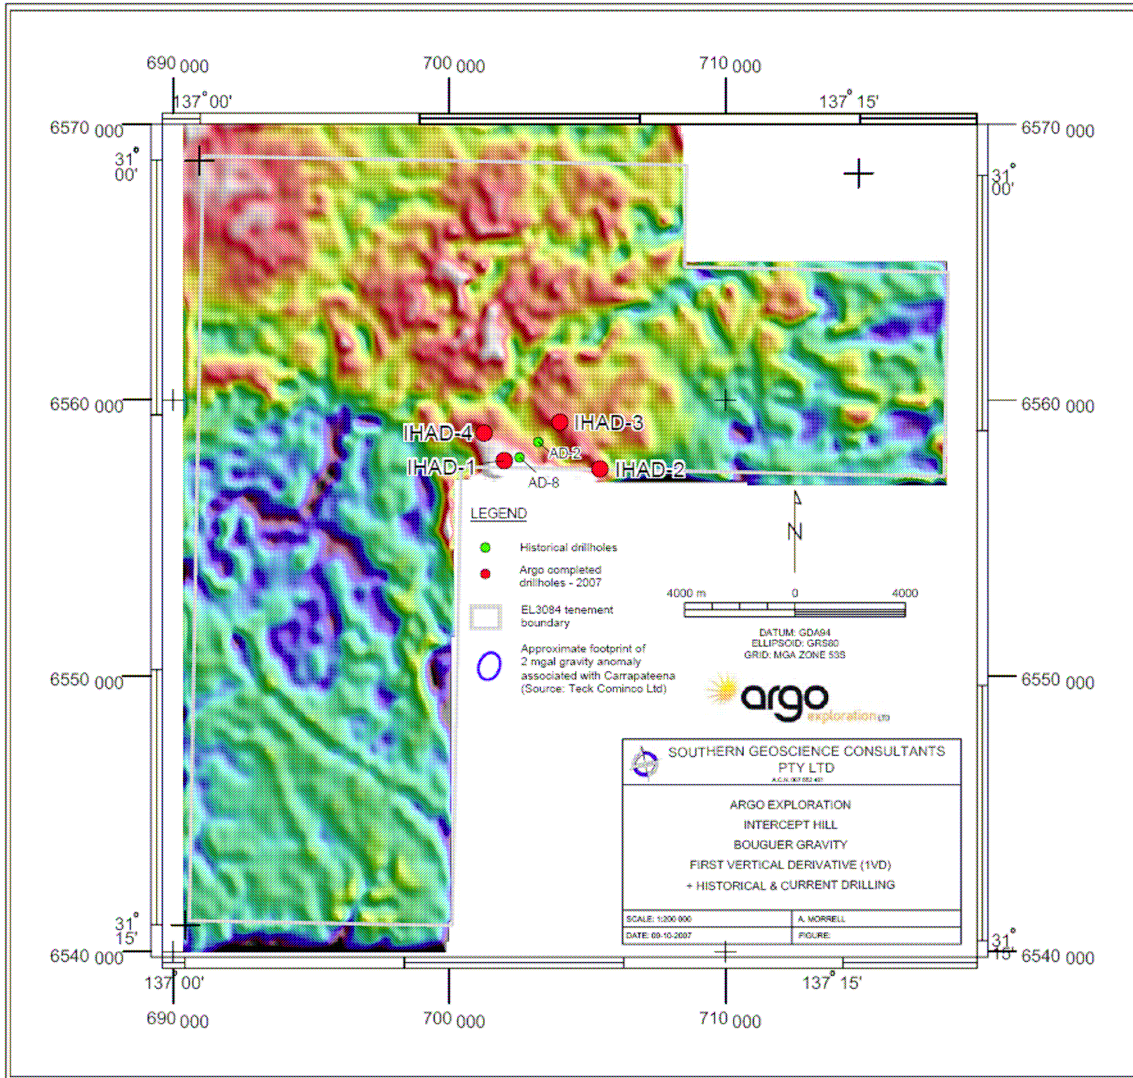 690 000
700 000
710 000
137° 00'
137° 15'
6570 000
6570 000
31° 00'
31° 00'
6560 000
6560 000
IHAD-4
IHAD-3
AD-2
IHAD-1
IHAD-2
AD-8
LEGEND
Historical drillholes
Argo completed
drillholes - 2007
EL3084 tenement
boundary
Approximate footprint of
2 mgal gravity anomaly
associated with Carrapateena
(Source: Teck Cominco Ltd)
N
4000 m
0
4000
DATUM: GDA94
ELLIPSOID: GRS80
GRID: MGA ZONE 53S
6550 000
6550 000
argo
exploration LTD
SOUTHERN GEOSCIENCE CONSULTANTS
PTY LTD
ARGO EXPLORATION
INTERCEPT HILL
BOUGUER GRAVITY
FIRST VERTICAL DERIVATIVE (1VD)
+ HISTORICAL & CURRENT DRILLING
SCALE: 1:200 000
A. MORRELL
DATE: 09-10-2007
FIGURE:
31° 15'
31° 15'
6540 000
6540 000
137° 00'
137° 15'
690 000
700 000
710 000